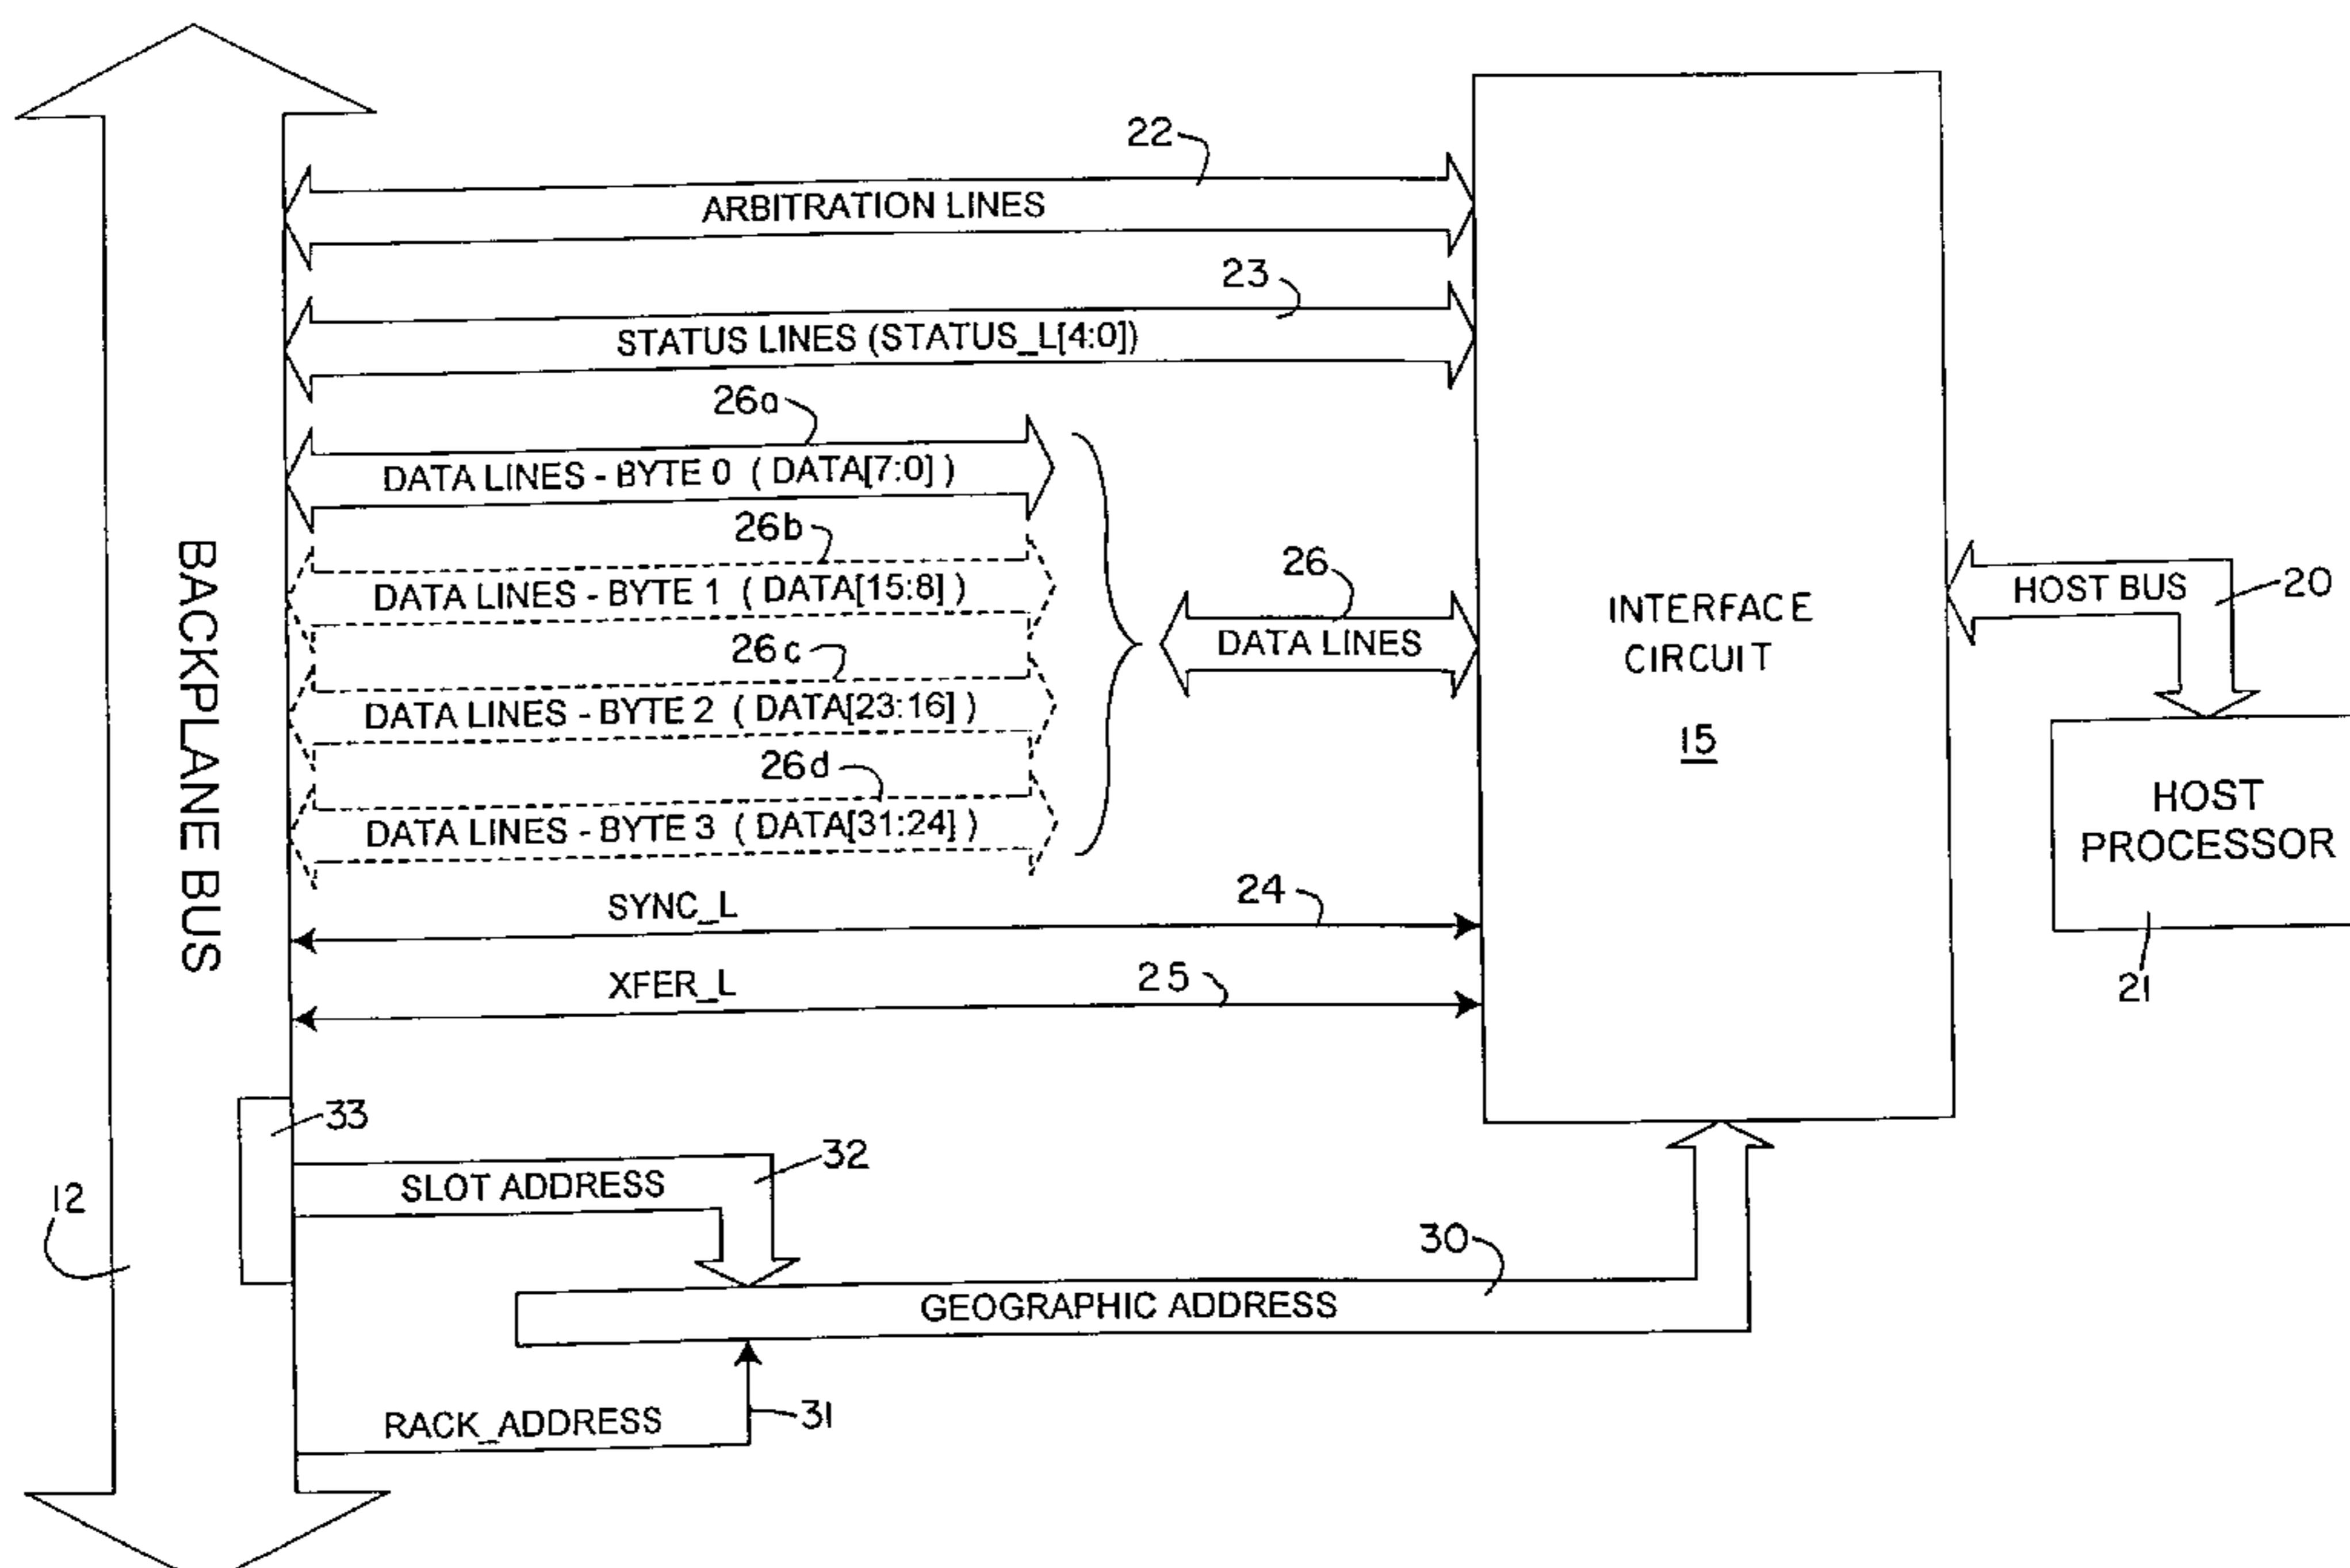 22
ARBITRATION LINES
23
STATUS LINES (STATUS_L[4:0])
26a
DATA LINES - BYTE 0 ( DATA[7:0] )
26b
DATA LINES - BYTE 1 ( DATA[15:8] )
26c
DATA LINES - BYTE 2 ( DATA[23:16] )
26d
DATA LINES - BYTE 3 ( DATA[31:24] )
26
DATA LINES
INTERFACE
CIRCUIT
15
HOST BUS
20
HOST
PROCESSOR
21
BACKPLANE BUS
SYNC_L
24
XFER_L
25
33
SLOT ADDRESS
32
12
30
GEOGRAPHIC ADDRESS
RACK_ADDRESS
31